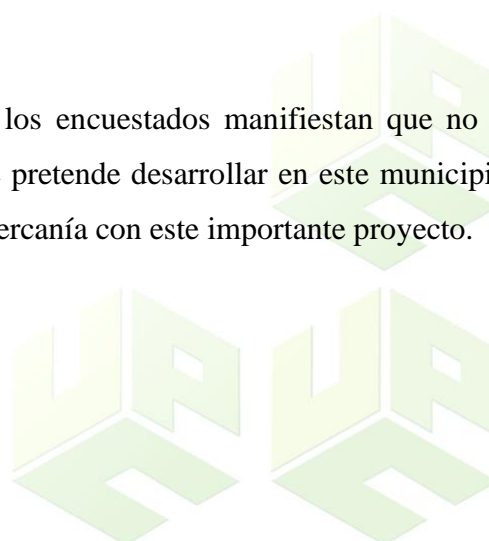 los encuestados manifiestan que no
pretende desarrollar en este municipi
ercanía con este importante proyecto.